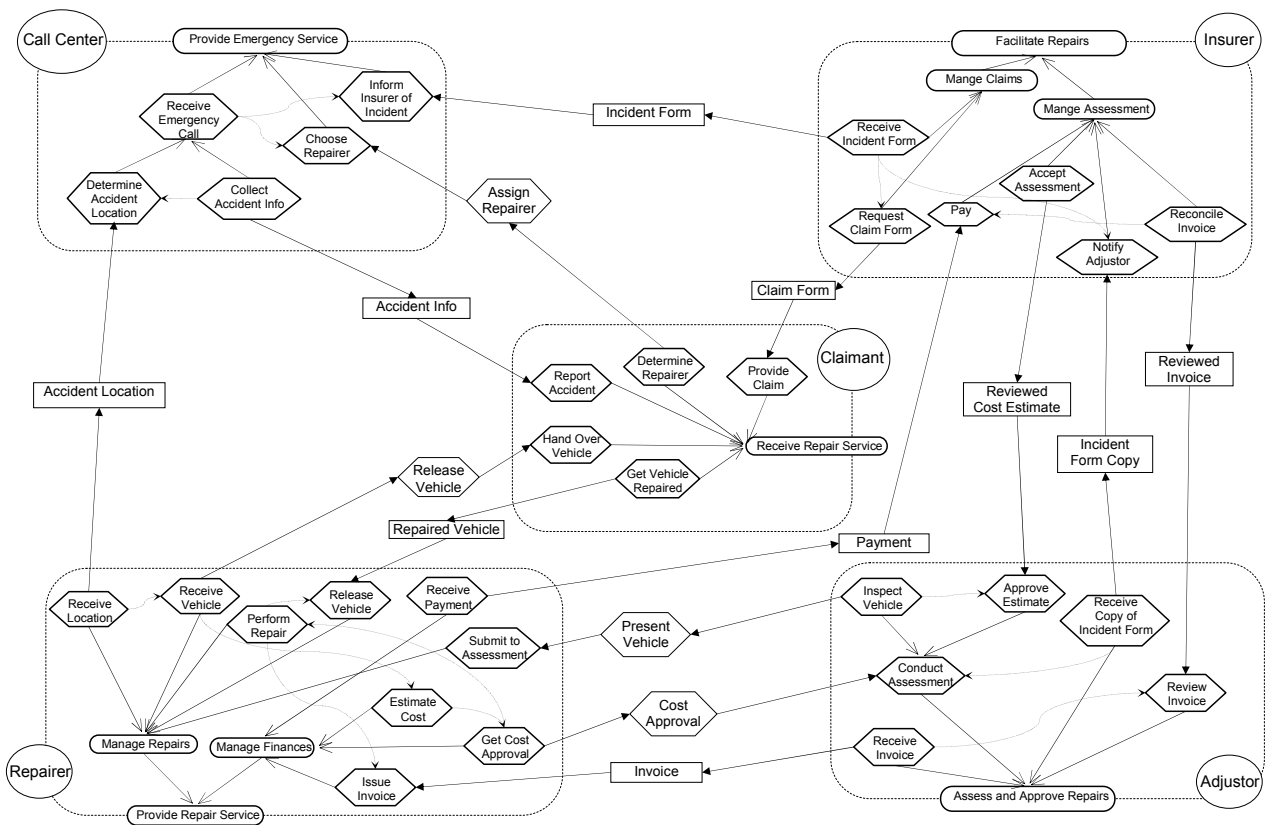 Call Center
Provide Emergency Service
Inform
Insurer of
Incident
Receive
Emergency
Call
Choose
Repairer
Determine
Accident
Location
Collect
Accident Info
Incident Form
Assign
Repairer
Facilitate Repairs
Insurer
Mange Claims
Mange Assessment
Receive
Incident Form
Accept
Assessment
Request
Claim Form
Pay
Reconcile
Invoice
Notify
Adjustor
Accident Info
Claim Form
Accident Location
Claimant
Determine
Repairer
Provide
Claim
Report
Accident
Hand Over
Vehicle
Receive Repair Service
Get Vehicle
Repaired
Reviewed
Cost Estimate
Reviewed
Invoice
Incident
Form Copy
Release
Vehicle
Repaired Vehicle
Payment
Receive
Location
Receive
Vehicle
Release
Vehicle
Receive
Payment
Perform
Repair
Submit to
Assessment
Estimate
Cost
Get Cost
Approval
Manage Repairs
Manage Finances
Issue
Invoice
Repairer
Provide Repair Service
Present
Vehicle
Cost
Approval
Invoice
Inspect
Vehicle
Approve
Estimate
Receive
Copy of
Incident Form
Conduct
Assessment
Review
Invoice
Receive
Invoice
Assess and Approve Repairs
Adjustor